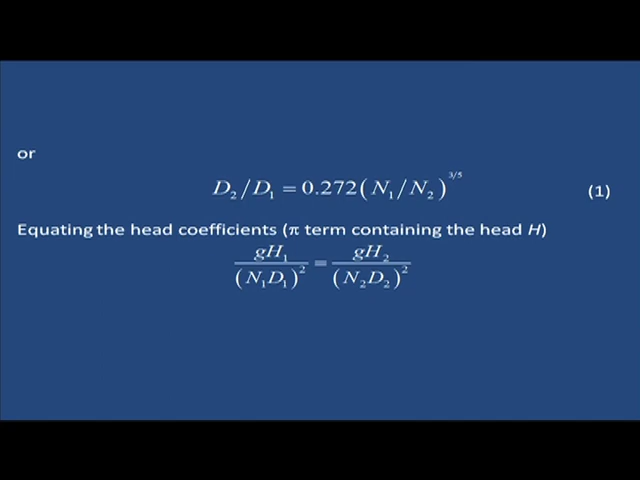 or
D₂/D₁ = 0.272(N₁/N₂)^{3/5} (1)
Equating the head coefficients (π term containing the head H)
gH₁/(N₁D₁)² = gH₂/(N₂D₂)²